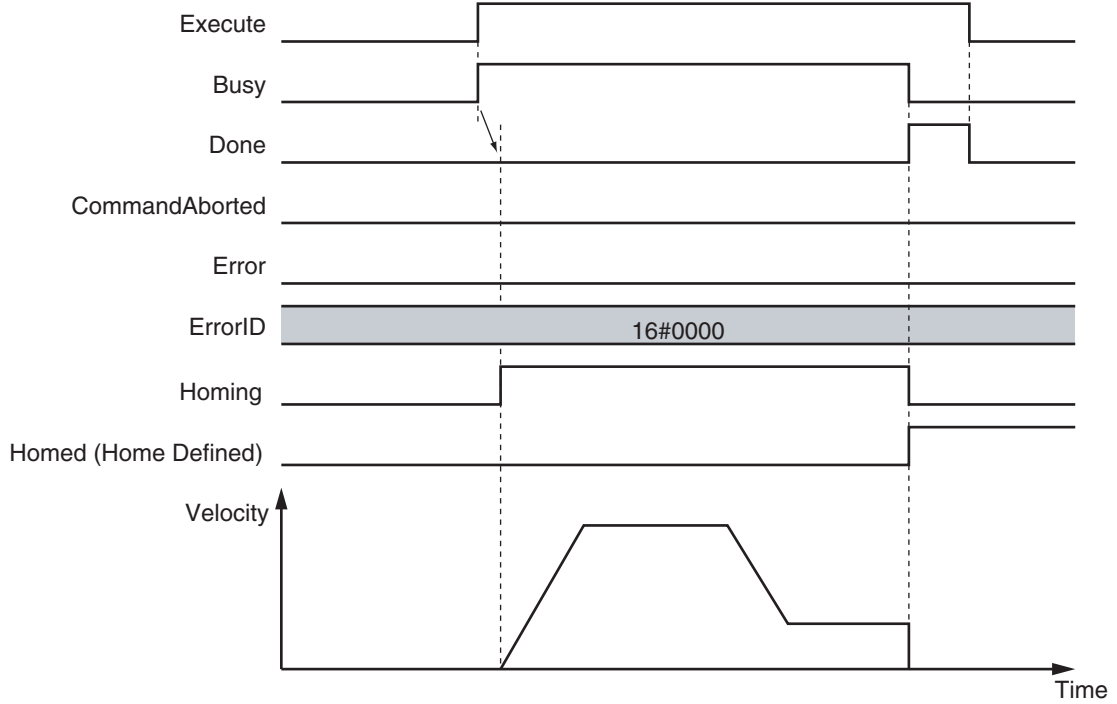 Execute
Busy
Done
CommandAborted
Error
ErrorID
16#0000
Homing
Homed (Home Defined)
Velocity
Time